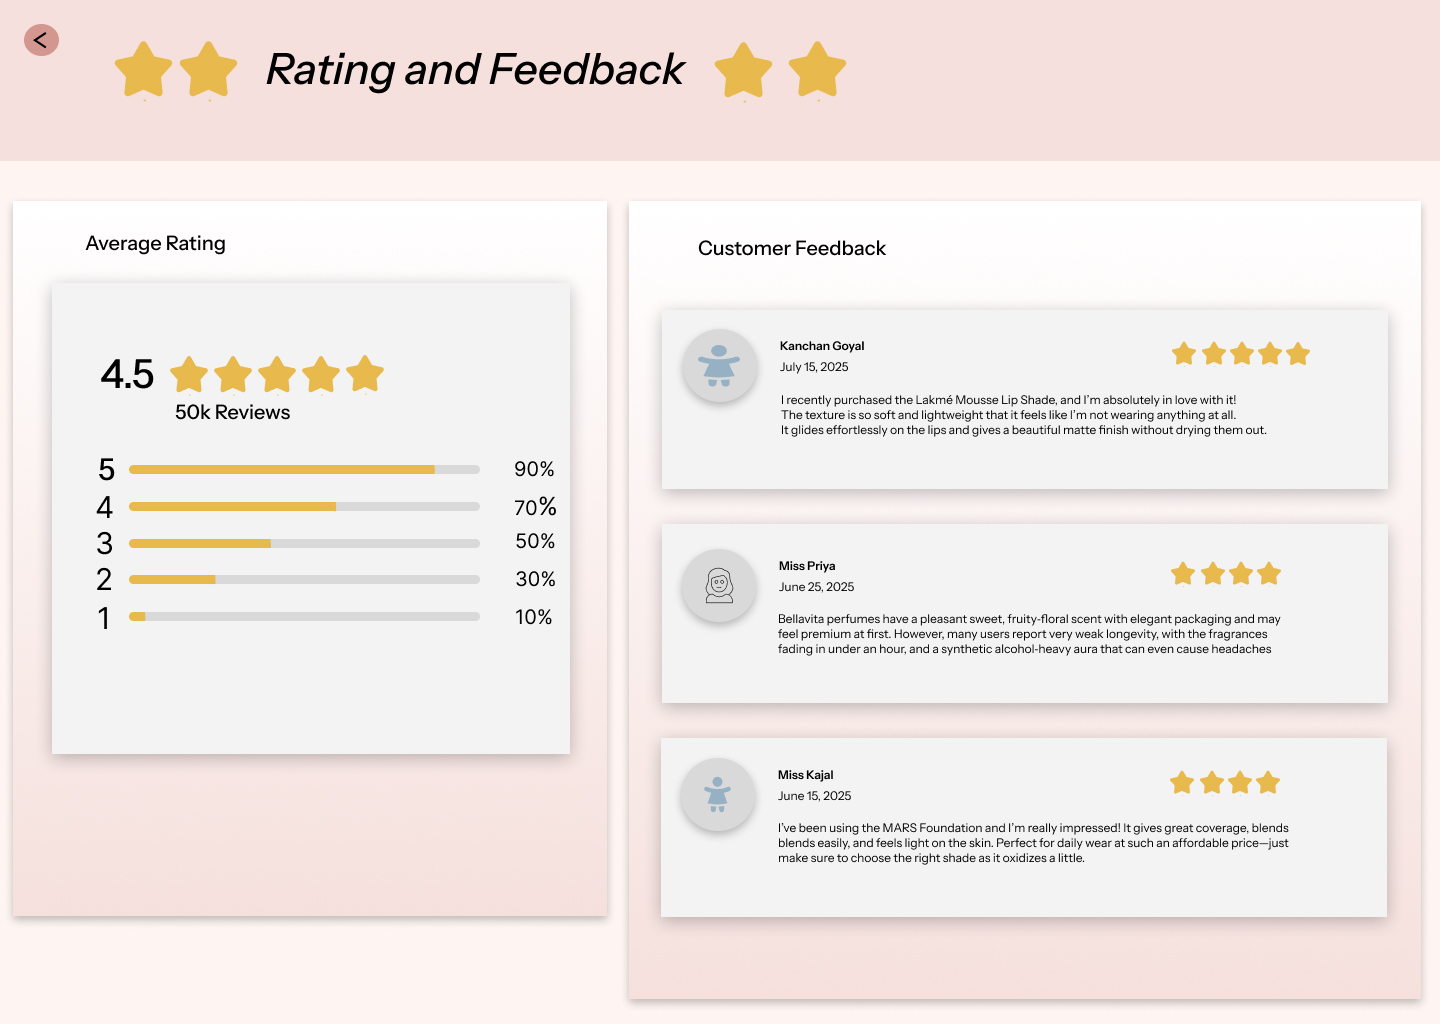 <
Rating and Feedback
Average Rating
4.5
50k Reviews
5 90%
4 70%
3 50%
2 30%
1 10%
Customer Feedback
Kanchan Goyal
July 15, 2025
I recently purchased the Lakmé Mousse Lip Shade, and I'm absolutely in love with it!
The texture is so soft and lightweight that it feels like I'm not wearing anything at all.
It glides effortlessly on the lips and gives a beautiful matte finish without drying them out.
Miss Priya
June 25, 2025
Bellavita perfumes have a pleasant sweet, fruity-floral scent with elegant packaging and may
feel premium at first. However, many users report very weak longevity, with the fragrances
fading in under an hour, and a synthetic alcohol-heavy aura that can even cause headaches
Miss Kajal
June 15, 2025
I've been using the MARS Foundation and I'm really impressed! It gives great coverage, blends
blends easily, and feels light on the skin. Perfect for daily wear at such an affordable price—just
make sure to choose the right shade as it oxidizes a little.